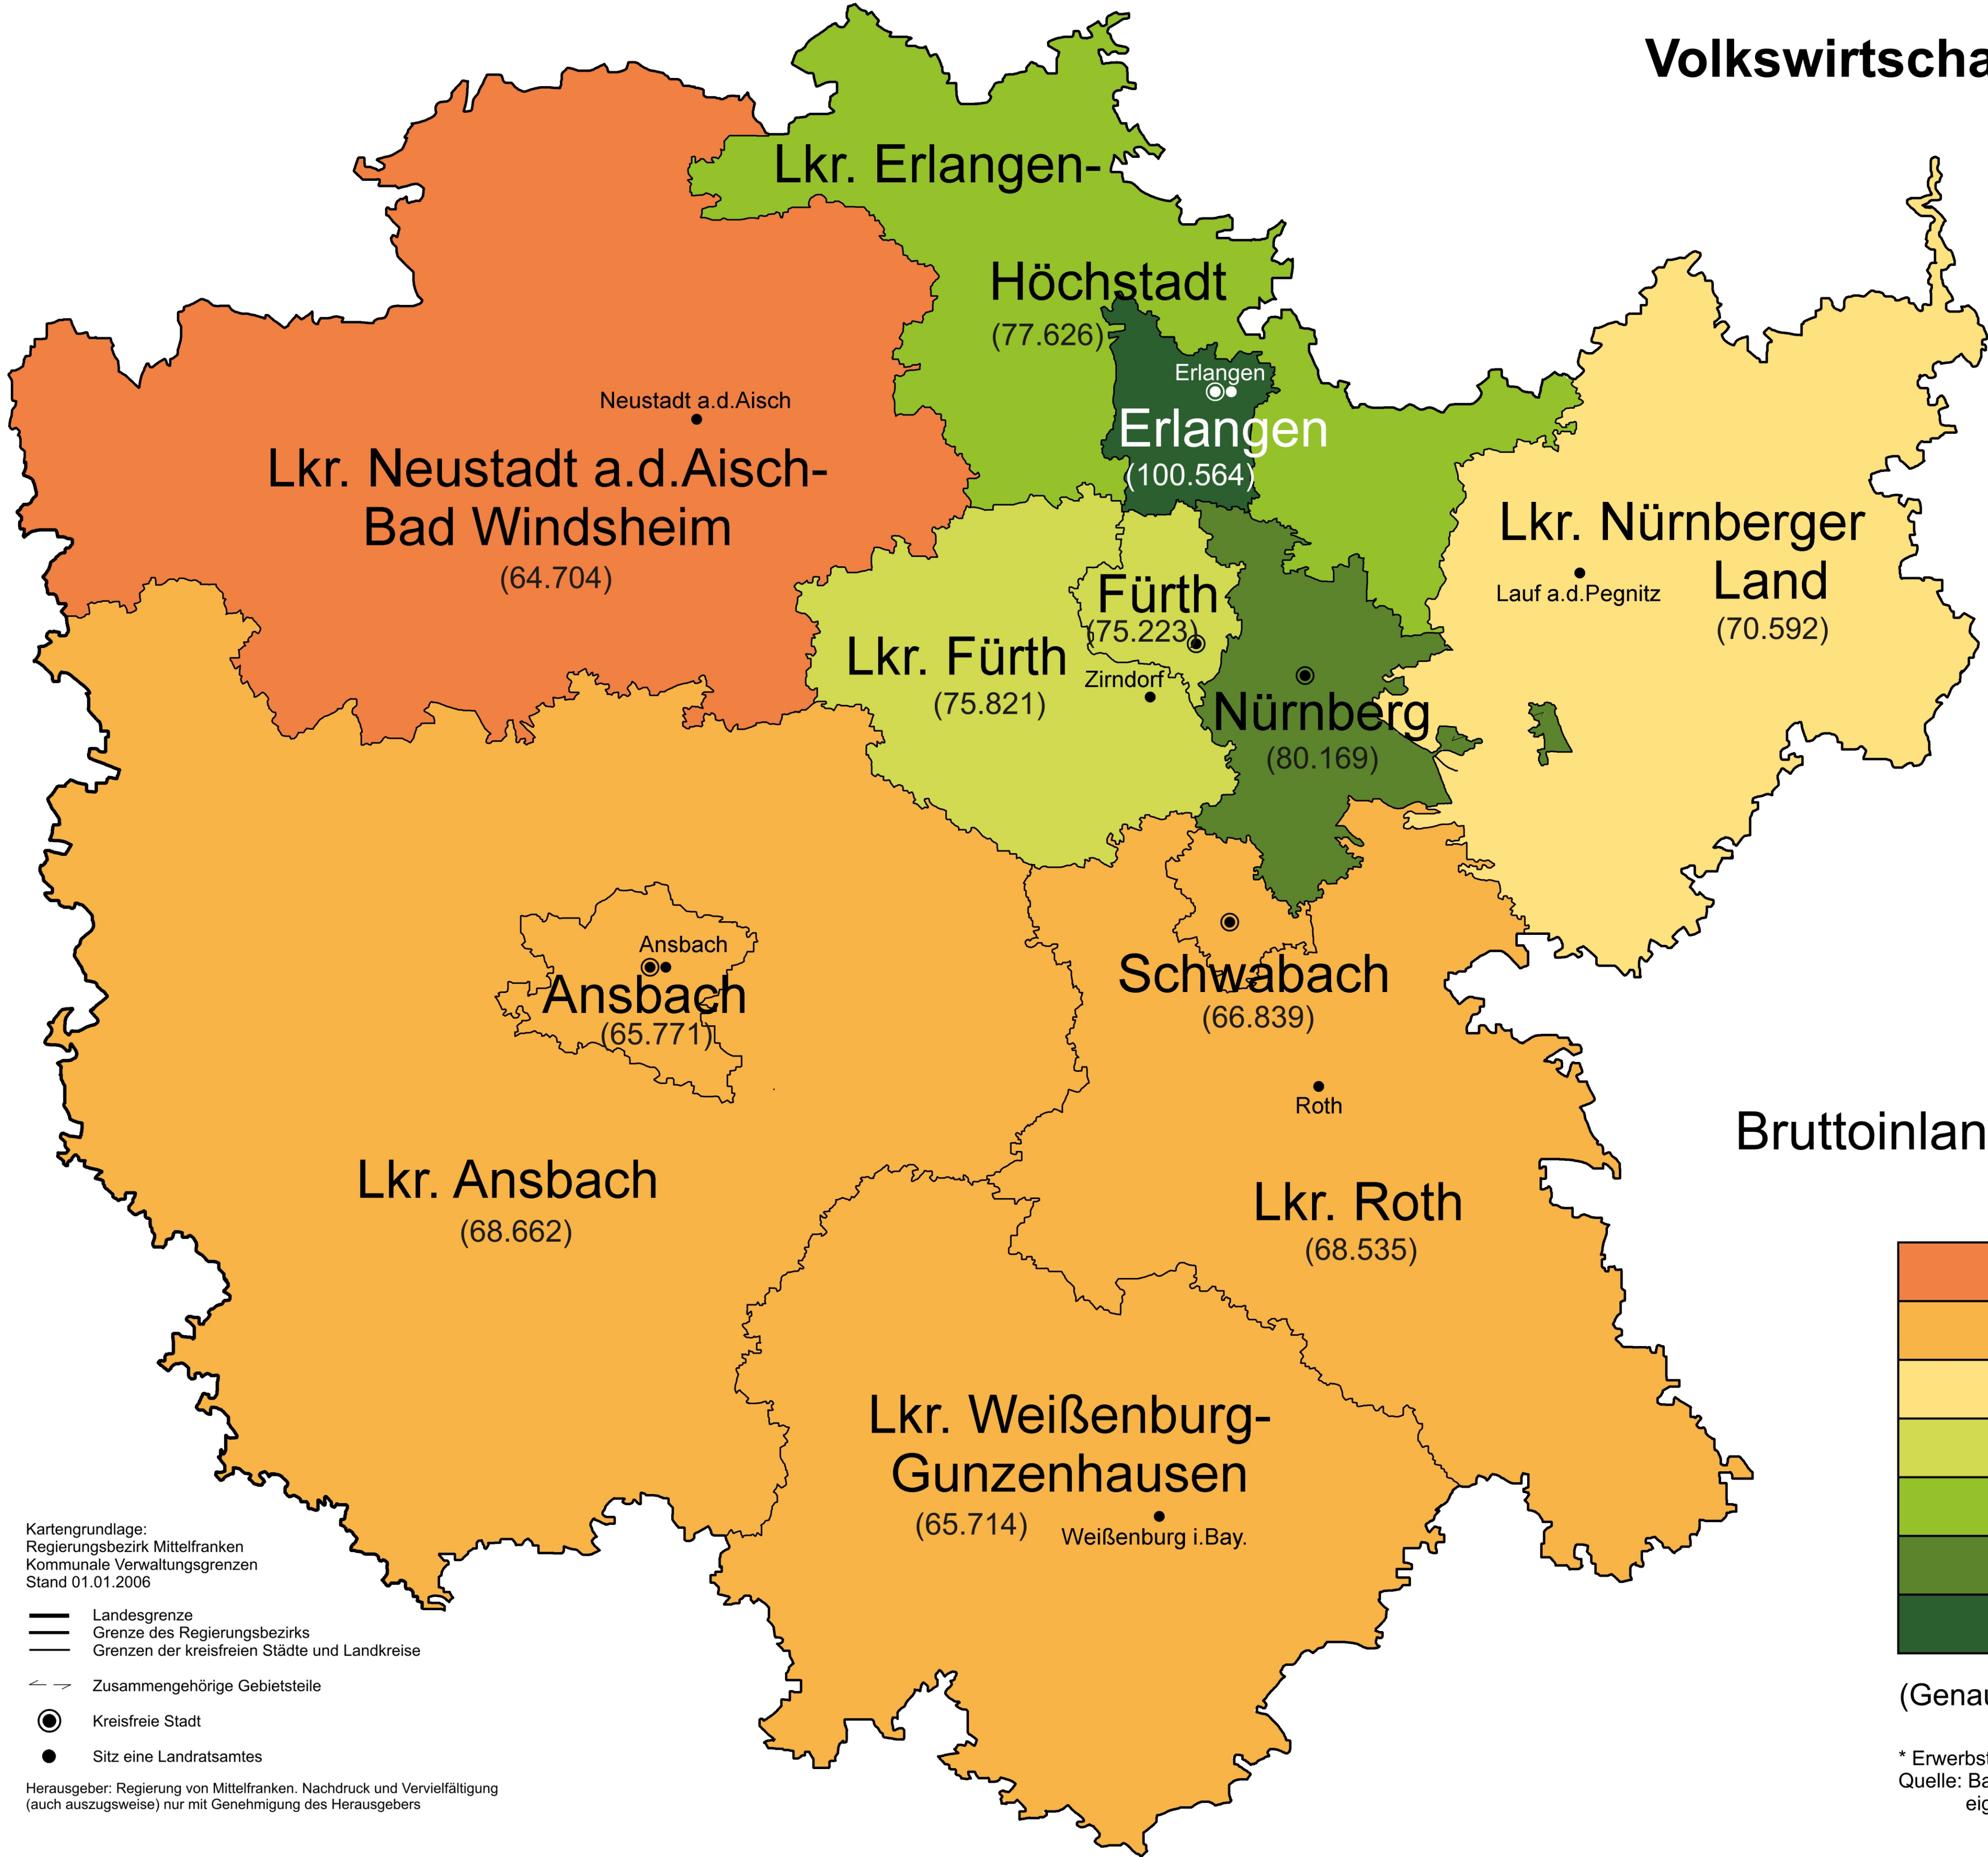 Volkswirtscha
Lkr. Erlangen-
Höchstadt
(77.626)
Erlangen
Erlangen
(100.564)
Neustadt a.d.Aisch
Lkr. Neustadt a.d.Aisch-
Bad Windsheim
(64.704)
Lkr. Nürnberger
Land
Lauf a.d.Pegnitz
(70.592)
Fürth
(75.223)
Lkr. Fürth
(75.821)
Zirndorf
Nürnberg
(80.169)
Ansbach
Ansbach
(65.771)
Schwabach
(66.839)
Roth
Lkr. Ansbach
(68.662)
Lkr. Roth
(68.535)
Lkr. Weißenburg-
Gunzenhausen
(65.714)
Weißenburg i.Bay.
Bruttoinlan
(Genau
* Erwerbst
Quelle: Ba
eig
Kartengrundlage:
Regierungsbezirk Mittelfranken
Kommunale Verwaltungsgrenzen
Stand 01.01.2006
Landesgrenze
Grenze des Regierungsbezirks
Grenzen der kreisfreien Städte und Landkreise
Zusammengehörige Gebietsteile
Kreisfreie Stadt
Sitz eine Landratsamtes
Herausgeber: Regierung von Mittelfranken. Nachdruck und Vervielfältigung
(auch auszugsweise) nur mit Genehmigung des Herausgebers